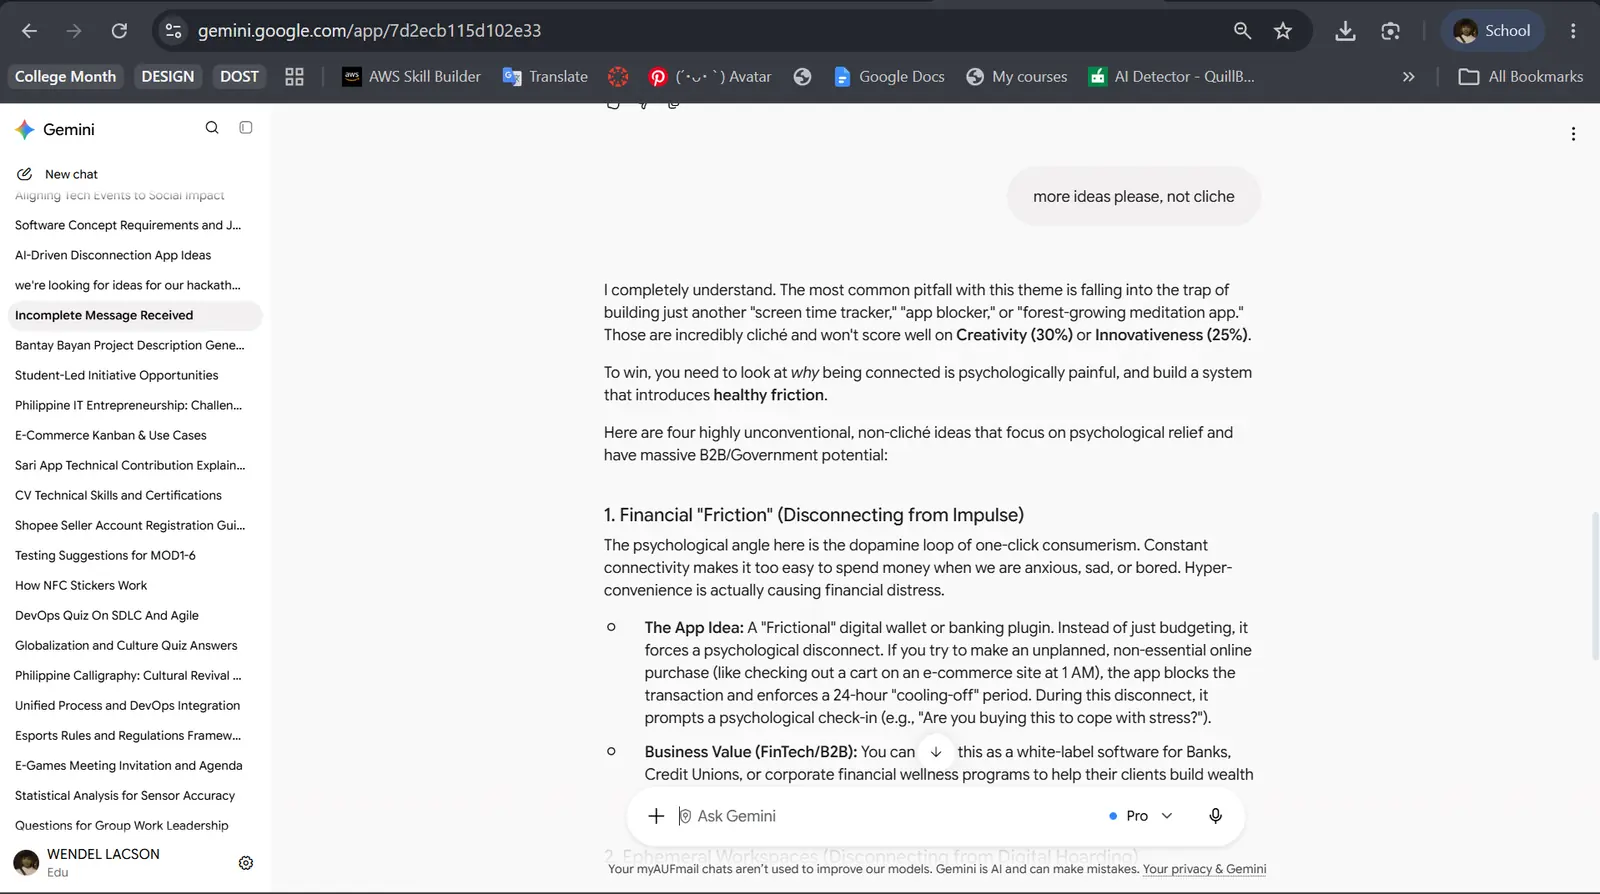 gemini.google.com/app/7d2ecb115d102e33
School
College Month
DESIGN
DOST
aws
AWS Skill Builder
Translate
(´･ᴗ･`) Avatar
Google Docs
My courses
AI Detector - QuillB...
»
All Bookmarks
Gemini
New chat
Aligning Tech Events to Social Impact
Software Concept Requirements and J...
AI-Driven Disconnection App Ideas
we're looking for ideas for our hackath...
Incomplete Message Received
Bantay Bayan Project Description Gene...
Student-Led Initiative Opportunities
Philippine IT Entrepreneurship: Challen...
E-Commerce Kanban & Use Cases
Sari App Technical Contribution Explain...
CV Technical Skills and Certifications
Shopee Seller Account Registration Gui...
Testing Suggestions for MOD1-6
How NFC Stickers Work
DevOps Quiz On SDLC And Agile
Globalization and Culture Quiz Answers
Philippine Calligraphy: Cultural Revival ...
Unified Process and DevOps Integration
Esports Rules and Regulations Framew...
E-Games Meeting Invitation and Agenda
Statistical Analysis for Sensor Accuracy
Questions for Group Work Leadership
WENDEL LACSON
Edu
more ideas please, not cliche
I completely understand. The most common pitfall with this theme is falling into the trap of
building just another "screen time tracker," "app blocker," or "forest-growing meditation app."
Those are incredibly cliché and won't score well on Creativity (30%) or Innovativeness (25%).
To win, you need to look at why being connected is psychologically painful, and build a system
that introduces healthy friction.
Here are four highly unconventional, non-cliché ideas that focus on psychological relief and
have massive B2B/Government potential:
1. Financial "Friction" (Disconnecting from Impulse)
The psychological angle here is the dopamine loop of one-click consumerism. Constant
connectivity makes it too easy to spend money when we are anxious, sad, or bored. Hyper-
convenience is actually causing financial distress.
The App Idea: A "Frictional" digital wallet or banking plugin. Instead of just budgeting, it
forces a psychological disconnect. If you try to make an unplanned, non-essential online
purchase (like checking out a cart on an e-commerce site at 1 AM), the app blocks the
transaction and enforces a 24-hour "cooling-off" period. During this disconnect, it
prompts a psychological check-in (e.g., "Are you buying this to cope with stress?").
Business Value (FinTech/B2B): You can this as a white-label software for Banks,
Credit Unions, or corporate financial wellness programs to help their clients build wealth
Ask Gemini
Pro
2. Ephemeral Workspaces (Disconnecting from Digital Hoarding)
Your myAUFmail chats aren't used to improve our models. Gemini is AI and can make mistakes. Your privacy & Gemini